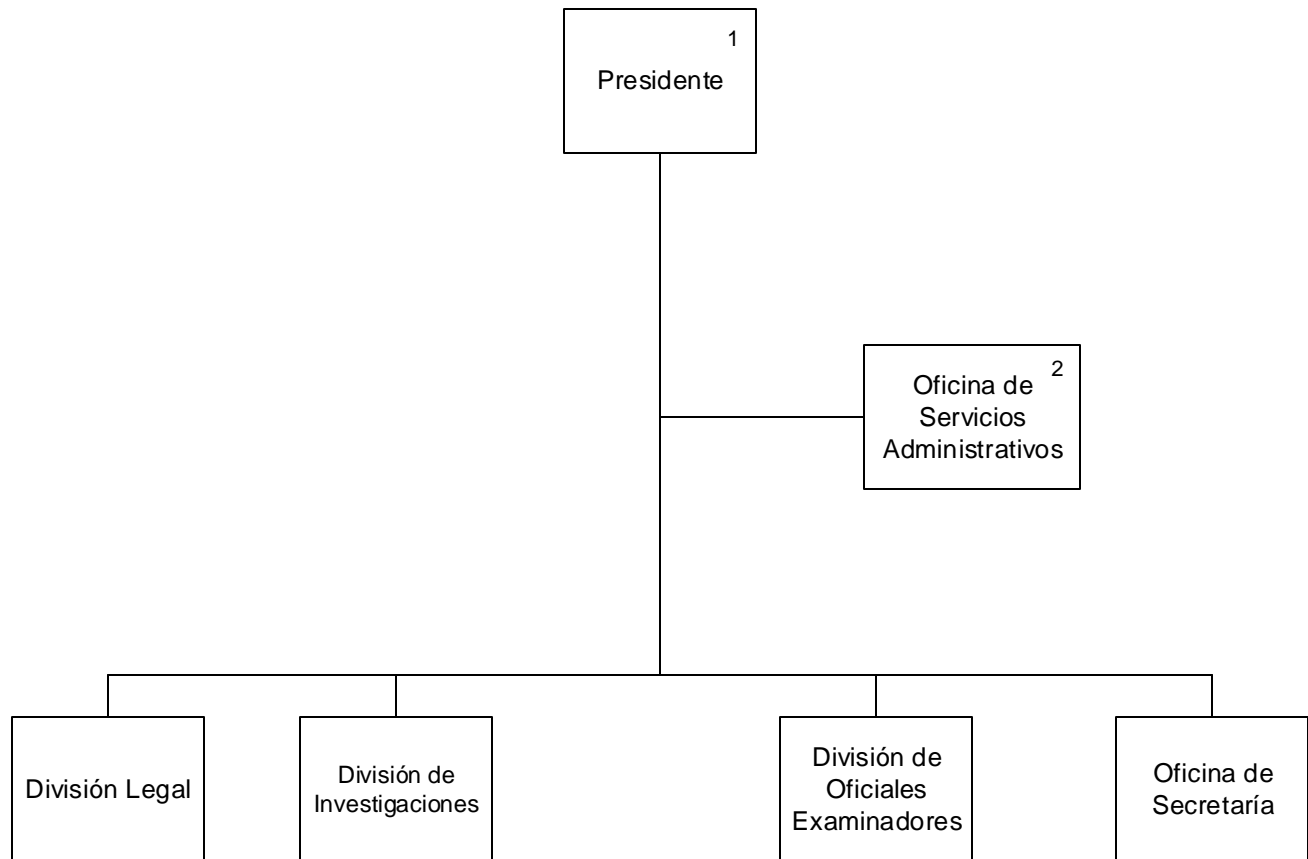 1
Presidente
2
Oficina de
Servicios
Administrativos
División Legal
División de
Investigaciones
División de
Oficiales
Examinadores
Oficina de
Secretaría